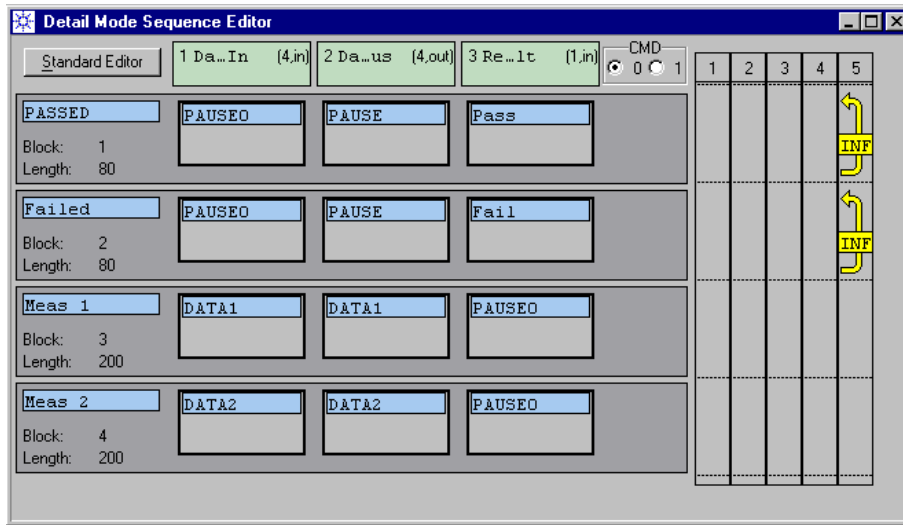 Detail Mode Sequence Editor
Standard Editor
1 Da…In (4,in) 2 Da…us (4,out) 3 Re…lt (1,in)
CMD
0 1
1 2 3 4 5
PASSED PAUSE0 PAUSE Pass
Block: 1
Length: 80
INF
Failed PAUSE0 PAUSE Fail
Block: 2
Length: 80
INF
Meas 1 DATA1 DATA1 PAUSE0
Block: 3
Length: 200
Meas 2 DATA2 DATA2 PAUSE0
Block: 4
Length: 200